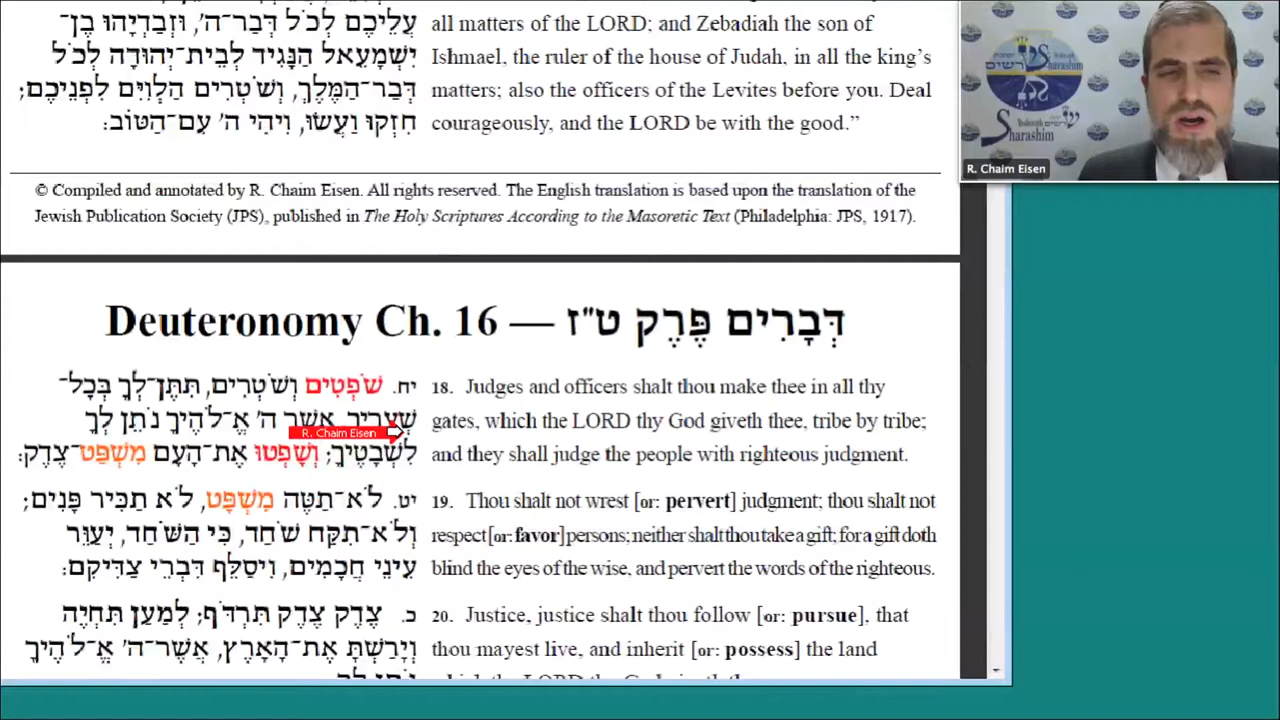 עֲלֵיכֶם לְכֹל דְּבַר־ה׳, וּזְבַדְיָהוּ בֶן־
יִשְׁמָעֵאל הַנָּגִיד לְבֵית־יְהוּדָה לְכֹל
דְּבַר־הַמֶּלֶךְ, וְשֹׁטְרִים הַלְוִיִּם לִפְנֵיכֶם;
חִזְקוּ וַעֲשׂוּ, וִיהִי ה׳ עִם־הַטּוֹב:
all matters of the LORD; and Zebadiah the son of
Ishmael, the ruler of the house of Judah, in all the king’s
matters; also the officers of the Levites before you. Deal
courageously, and the LORD be with the good.”
© Compiled and annotated by R. Chaim Eisen. All rights reserved. The English translation is based upon the translation of the
Jewish Publication Society (JPS), published in The Holy Scriptures According to the Masoretic Text (Philadelphia: JPS, 1917).
Deuteronomy Ch. 16 — דְּבָרִים פֶּרֶק ט"ז
יח. שֹׁפְטִים וְשֹׁטְרִים, תִּתֶּן־לְךָ בְּכָל־
שְׁעָרֶיךָ, אֲשֶׁר ה׳ אֱ־לֹהֶיךָ נֹתֵן לְךָ
לִשְׁבָטֶיךָ; וְשָׁפְטוּ אֶת־הָעָם מִשְׁפַּט־צֶדֶק:
18. Judges and officers shalt thou make thee in all thy
gates, which the LORD thy God giveth thee, tribe by tribe;
and they shall judge the people with righteous judgment.
יט. לֹא־תַטֶּה מִשְׁפָּט, לֹא תַכִּיר פָּנִים;
וְלֹא־תִקַּח שֹׁחַד, כִּי הַשֹּׁחַד, יְעַוֵּר
עֵינֵי חֲכָמִים, וִיסַלֵּף דִּבְרֵי צַדִּיקִם:
19. Thou shalt not wrest [or: pervert] judgment; thou shalt not
respect [or: favor] persons; neither shalt thou take a gift; for a gift doth
blind the eyes of the wise, and pervert the words of the righteous.
כ. צֶדֶק צֶדֶק תִּרְדֹּף; לְמַעַן תִּחְיֶה
וְיָרַשְׁתָּ אֶת־הָאָרֶץ, אֲשֶׁר־ה׳ אֱ־לֹהֶיךָ
20. Justice, justice shalt thou follow [or: pursue], that
thou mayest live, and inherit [or: possess] the land
R. Chaim Eisen
שרשים
Sharashim
Yeshivath שרשים
Sharashim
R. Chaim Eisen